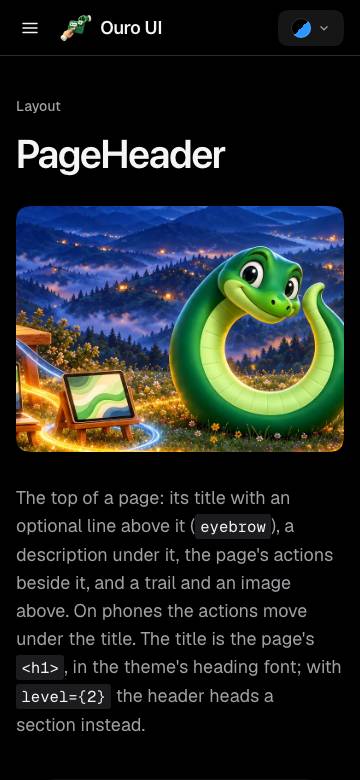 Ouro UI
Layout
PageHeader
The top of a page: its title with an
optional line above it (eyebrow), a
description under it, the page's actions
beside it, and a trail and an image
above. On phones the actions move
under the title. The title is the page's
<h1>, in the theme's heading font; with
level={2} the header heads a
section instead.